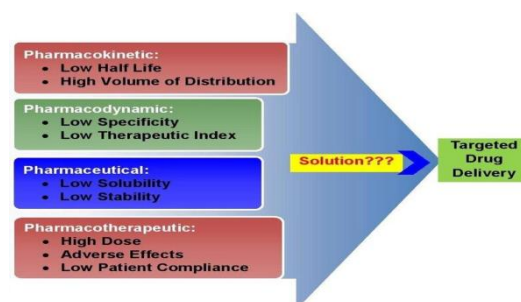 Pharmacokinetic:
• Low Half Life
• High Volume of Distribution
Pharmacodynamic:
• Low Specificity
• Low Therapeutic Index
Pharmaceutical:
• Low Solubility
• Low Stability
Pharmacotherapeutic:
• High Dose
• Adverse Effects
• Low Patient Compliance
Solution???
Targeted
Drug
Delivery